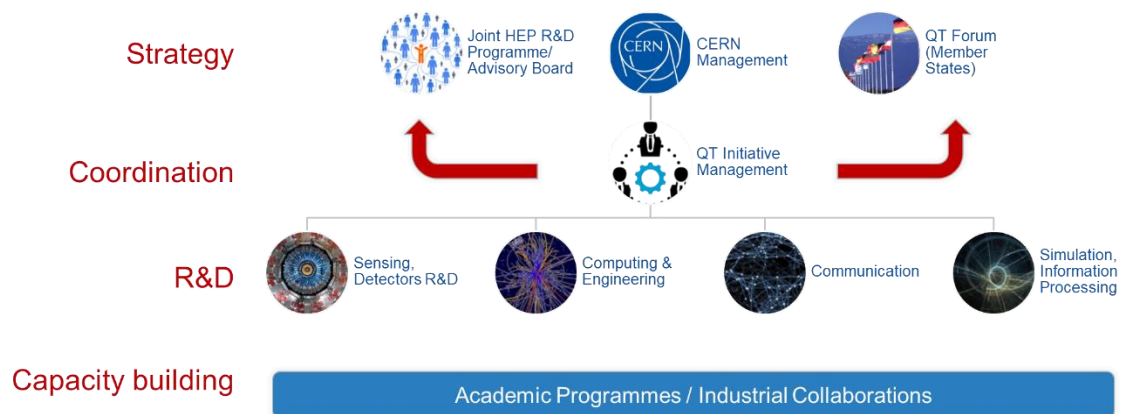 Strategy
Joint HEP R&D
Programme/
Advisory Board
CERN
CERN
Management
QT Forum
(Member
States)
Coordination
QT Initiative
Management
R&D
Sensing,
Detectors R&D
Computing &
Engineering
Communication
Simulation,
Information
Processing
Capacity building
Academic Programmes / Industrial Collaborations